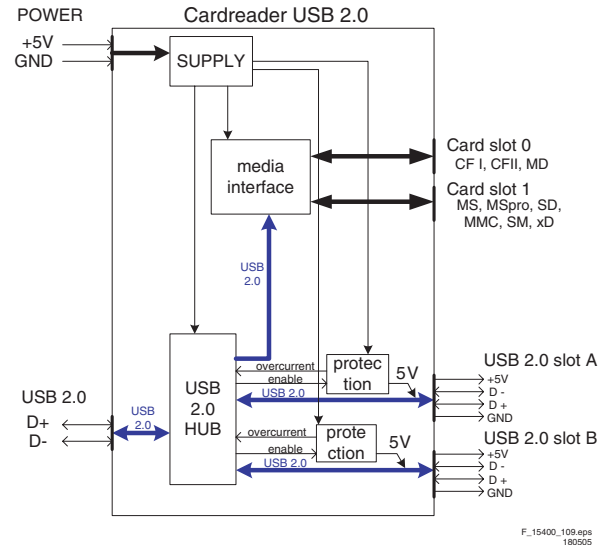 POWER
Cardreader USB 2.0
+5V
GND
SUPPLY
media
interface
Card slot 0
CF I, CFII, MD
Card slot 1
MS, MSpro, SD,
MMC, SM, xD
USB
2.0
USB 2.0
D+
D-
USB
2.0
USB
2.0
HUB
overcurrent
enable
USB 2.0
protec
tion
5V
USB 2.0 slot A
+5V
D -
D +
GND
overcurrent
enable
USB 2.0
prote
ction
5V
USB 2.0 slot B
+5V
D -
D +
GND
F_15400_109.eps
180505